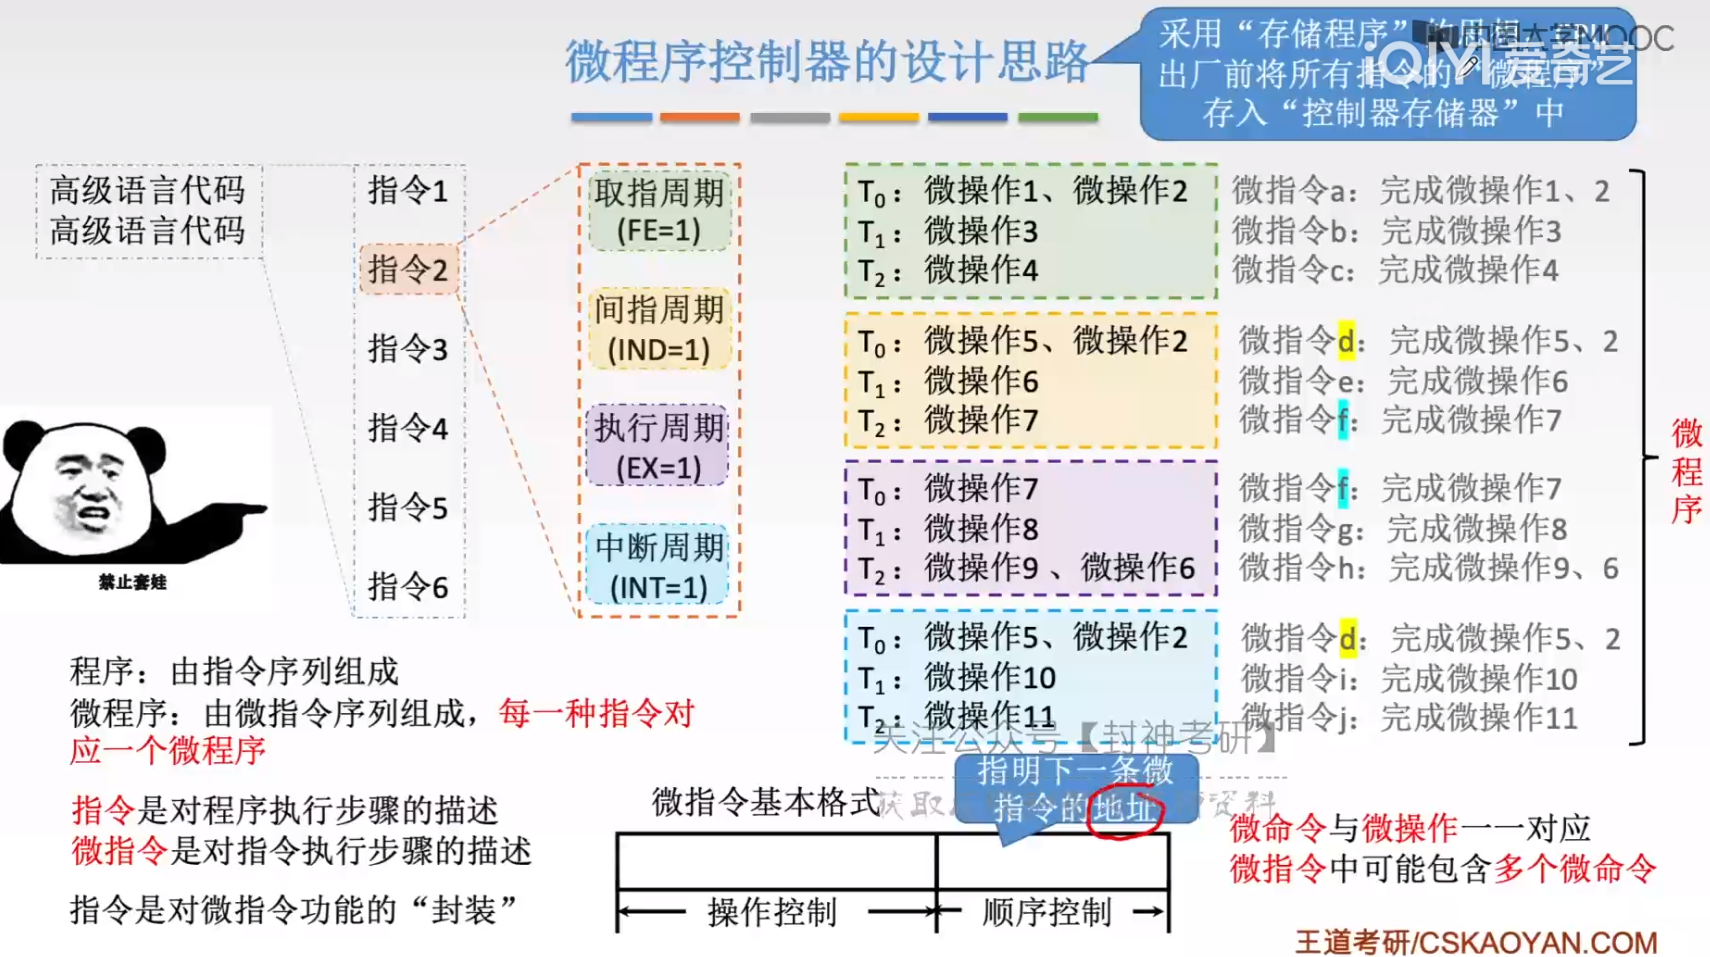 微程序控制器的设计思路
采用“存储程序”的思想，CPU
出厂前将所有指令的“微程序”
存入“控制器存储器”中
中国大学MOOC
iQIYI 爱奇艺
高级语言代码
高级语言代码
指令1
指令2
指令3
指令4
指令5
指令6
取指周期
(FE=1)
间指周期
(IND=1)
执行周期
(EX=1)
中断周期
(INT=1)
T0：微操作1、微操作2
T1：微操作3
T2：微操作4
T0：微操作5、微操作2
T1：微操作6
T2：微操作7
T0：微操作7
T1：微操作8
T2：微操作9 、微操作6
T0：微操作5、微操作2
T1：微操作10
T2：微操作11
微指令a：完成微操作1、2
微指令b：完成微操作3
微指令c：完成微操作4
微指令d：完成微操作5、2
微指令e：完成微操作6
微指令f：完成微操作7
微指令f：完成微操作7
微指令g：完成微操作8
微指令h：完成微操作9、6
微指令d：完成微操作5、2
微指令i：完成微操作10
微指令j：完成微操作11
微程序
禁止套娃
程序：由指令序列组成
微程序：由微指令序列组成，每一种指令对
应一个微程序
指令是对程序执行步骤的描述
微指令是对指令执行步骤的描述
指令是对微指令功能的“封装”
关注公众号【封神考研】
获取 资料
微指令基本格式
指明下一条微
指令的地址
操作控制
顺序控制
微命令与微操作一一对应
微指令中可能包含多个微命令
王道考研/CSKAOYAN.COM